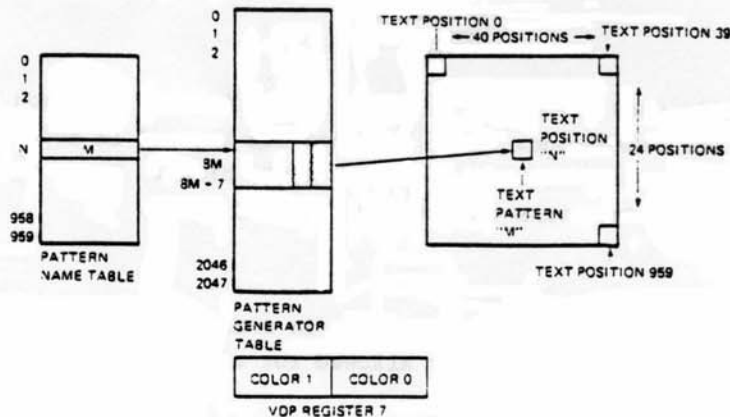 0
1
2
N
M
958
959
PATTERN
NAME TABLE
0
1
2
8M
8M + 7
2046
2047
PATTERN
GENERATOR
TABLE
COLOR 1
COLOR 0
VDP REGISTER 7
TEXT POSITION 0
40 POSITIONS
TEXT POSITION 39
TEXT
POSITION
"N"
24 POSITIONS
TEXT
PATTERN
"M"
TEXT POSITION 959